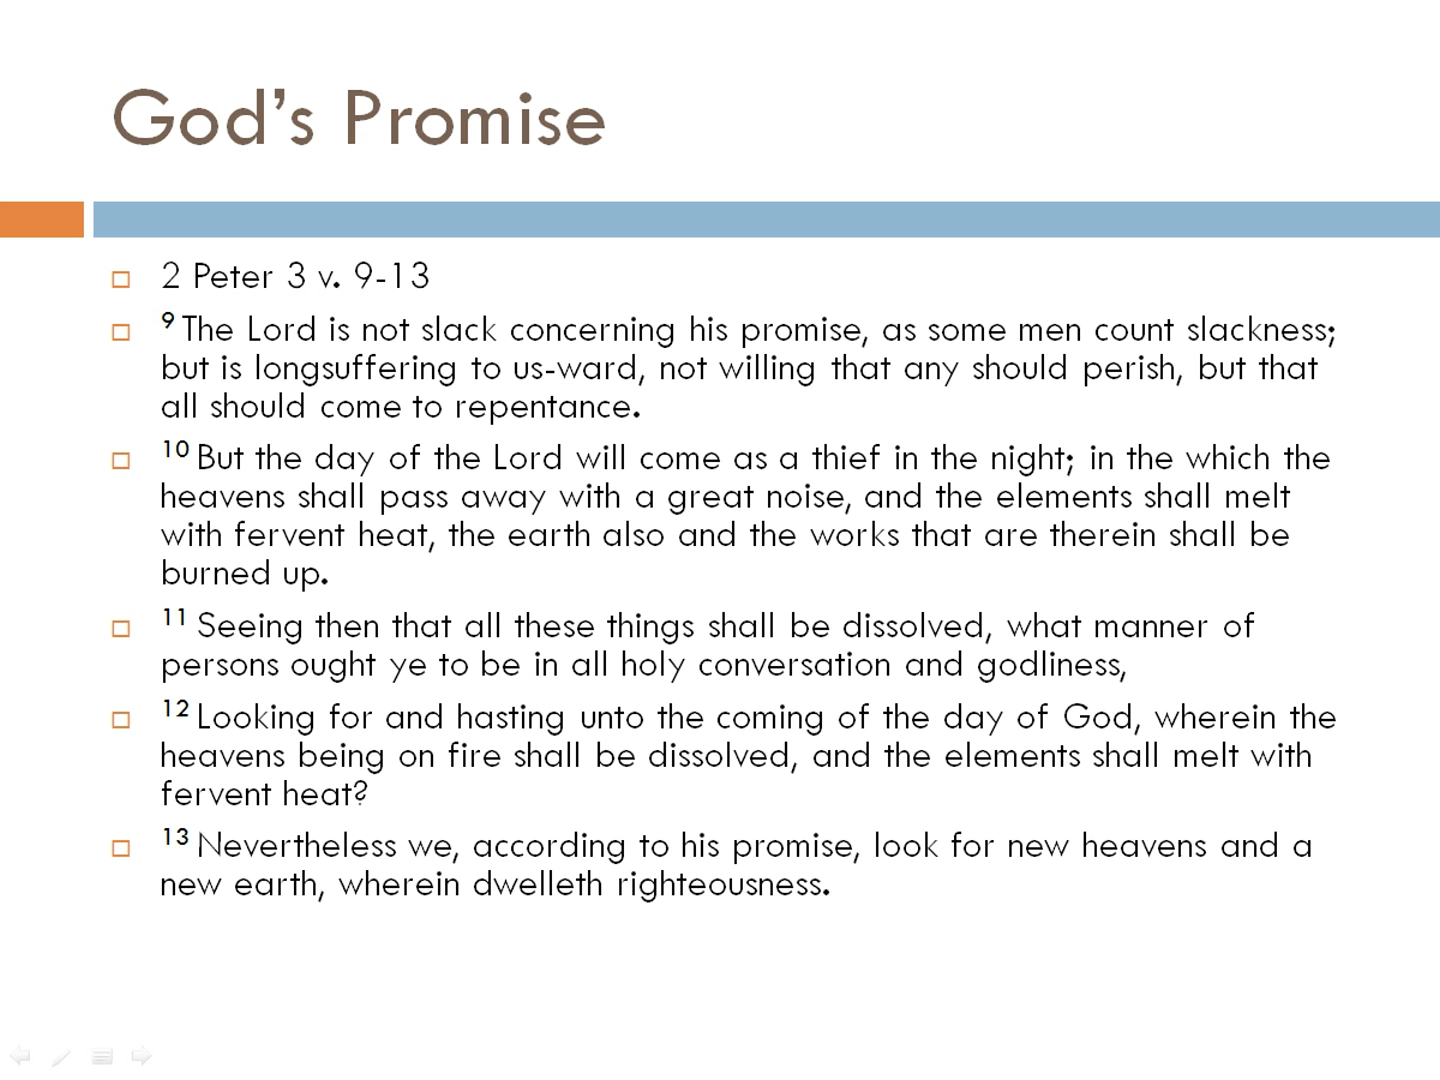 God's Promise
2 Peter 3 v. 9-13
9 The Lord is not slack concerning his promise, as some men count slackness;
but is longsuffering to us-ward, not willing that any should perish, but that
all should come to repentance.
10 But the day of the Lord will come as a thief in the night; in the which the
heavens shall pass away with a great noise, and the elements shall melt
with fervent heat, the earth also and the works that are therein shall be
burned up.
11 Seeing then that all these things shall be dissolved, what manner of
persons ought ye to be in all holy conversation and godliness,
12 Looking for and hasting unto the coming of the day of God, wherein the
heavens being on fire shall be dissolved, and the elements shall melt with
fervent heat?
13 Nevertheless we, according to his promise, look for new heavens and a
new earth, wherein dwelleth righteousness.